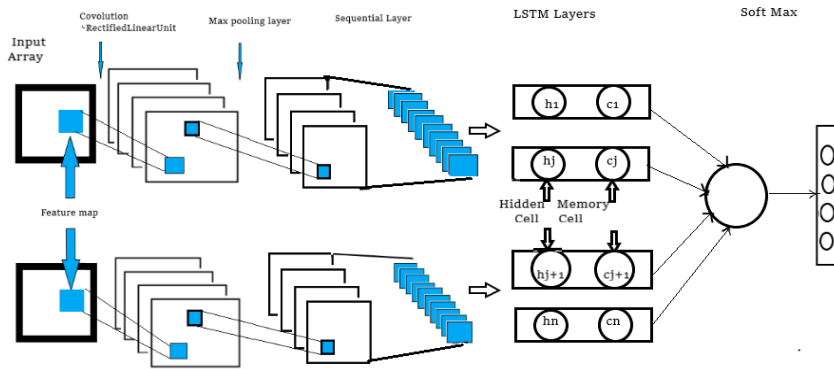 Covolution
~RectifiedLinearUnit
Max pooling layer
Sequential Layer
LSTM Layers
Soft Max
Input
Array
h1
c1
hj
cj
Feature map
Hidden
Cell
Memory
Cell
hj+1
cj+1
hn
cn